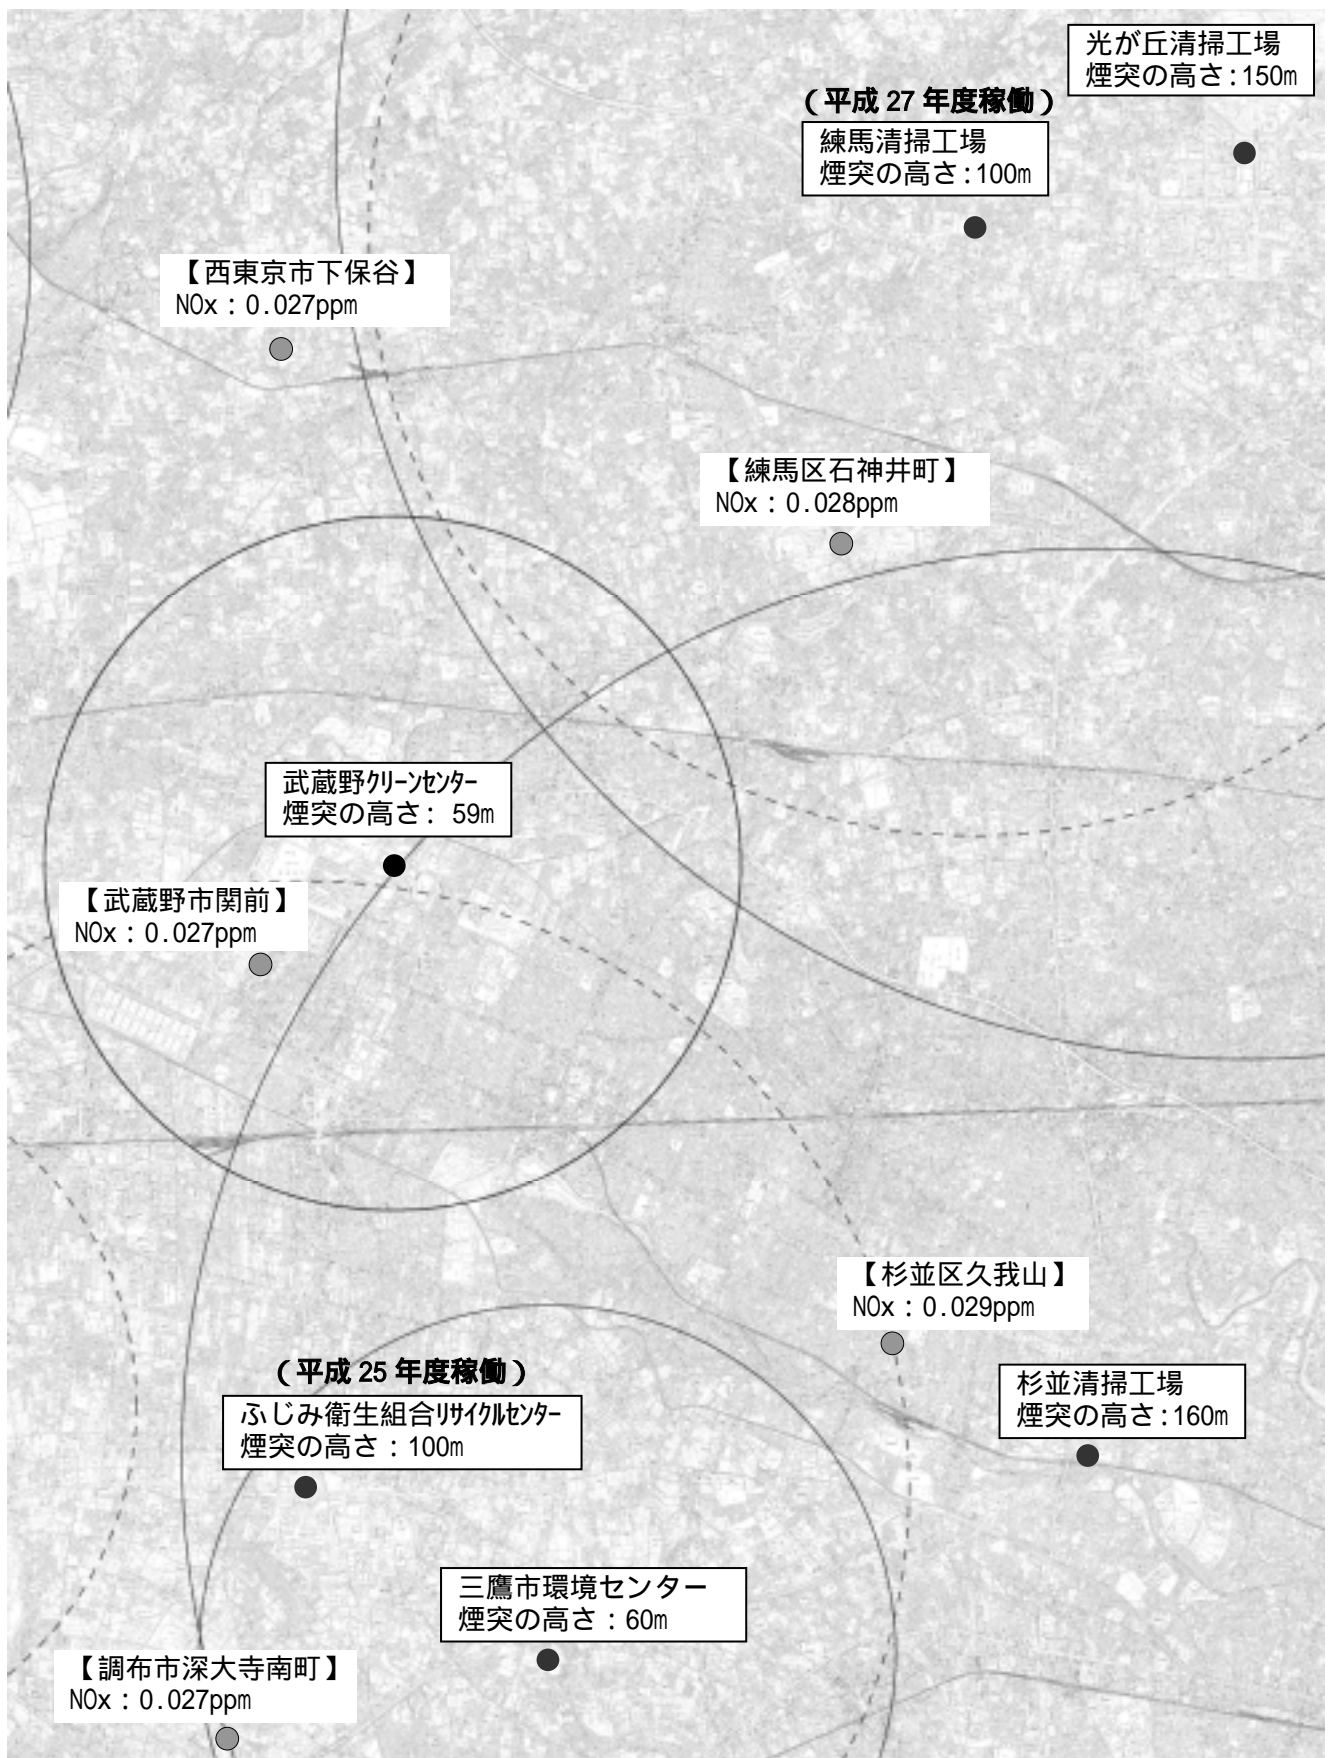 光が丘清掃工場
煙突の高さ:150m
(平成 27 年度稼働)
練馬清掃工場
煙突の高さ:100m
【西東京市下保谷】
NOx:0.027ppm
【練馬区石神井町】
NOx:0.028ppm
武蔵野ｸﾘｰﾝｾﾝﾀｰ
煙突の高さ: 59m
【武蔵野市関前】
NOx:0.027ppm
【杉並区久我山】
NOx:0.029ppm
(平成 25 年度稼働)
ふじみ衛生組合ﾘｻｲｸﾙｾﾝﾀｰ
煙突の高さ:100m
杉並清掃工場
煙突の高さ:160m
三鷹市環境センター
煙突の高さ:60m
【調布市深大寺南町】
NOx:0.027ppm